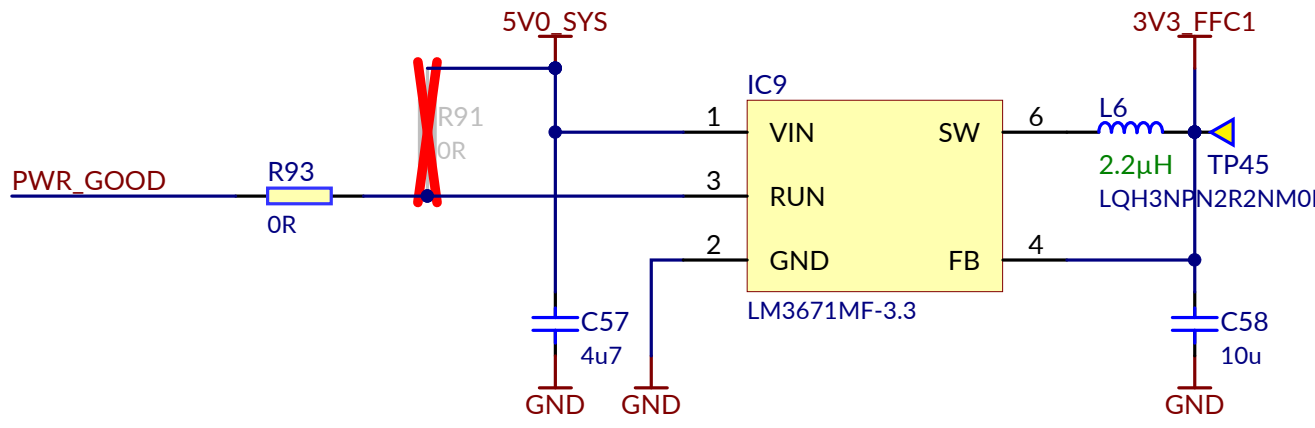 5V0_SYS
3V3_FFC1
IC9
R91
0R
1
VIN
SW
6
L6
2.2µH
TP45
LQH3NPN2R2NM0
PWR_GOOD
R93
0R
3
RUN
2
GND
FB
4
LM3671MF-3.3
C57
4u7
C58
10u
GND
GND
GND